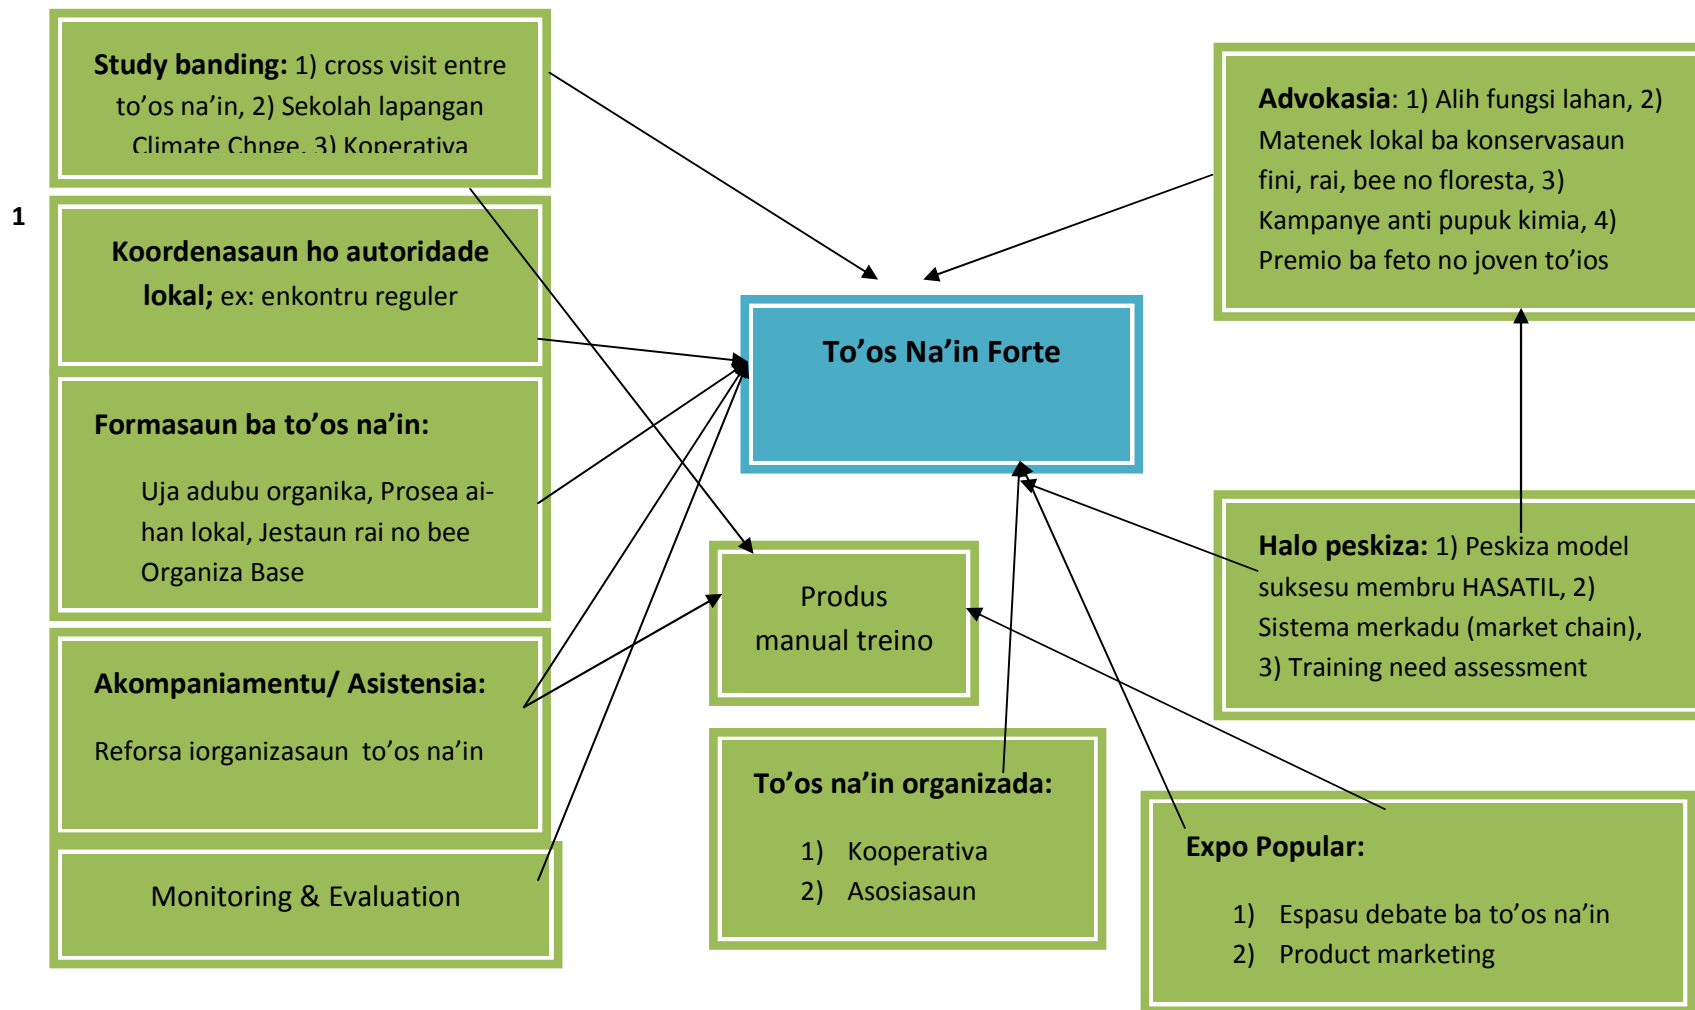 Study banding: 1) cross visit entre
to’os na’in, 2) Sekolah lapangan
Climate Chnge, 3) Koperativa
1
Koordenasaun ho autoridade
lokal; ex: enkontru reguler
Formasaun ba to’os na’in:
Uja adubu organika, Prosea ai-
han lokal, Jestaun rai no bee
Organiza Base
Akompaniamentu/ Asistensia:
Reforsa iorganizasaun to’os na’in
Monitoring & Evaluation
To’os Na’in Forte
Produs
manual treino
To’os na’in organizada:
1) Kooperativa
2) Asosiasaun
Advokasia: 1) Alih fungsi lahan, 2)
Matenek lokal ba konservasaun
fini, rai, bee no floresta, 3)
Kampanye anti pupuk kimia, 4)
Premio ba feto no joven to’ios
Halo peskiza: 1) Peskiza model
suksesu membru HASATIL, 2)
Sistema merkadu (market chain),
3) Training need assessment
Expo Popular:
1) Espasu debate ba to’os na’in
2) Product marketing